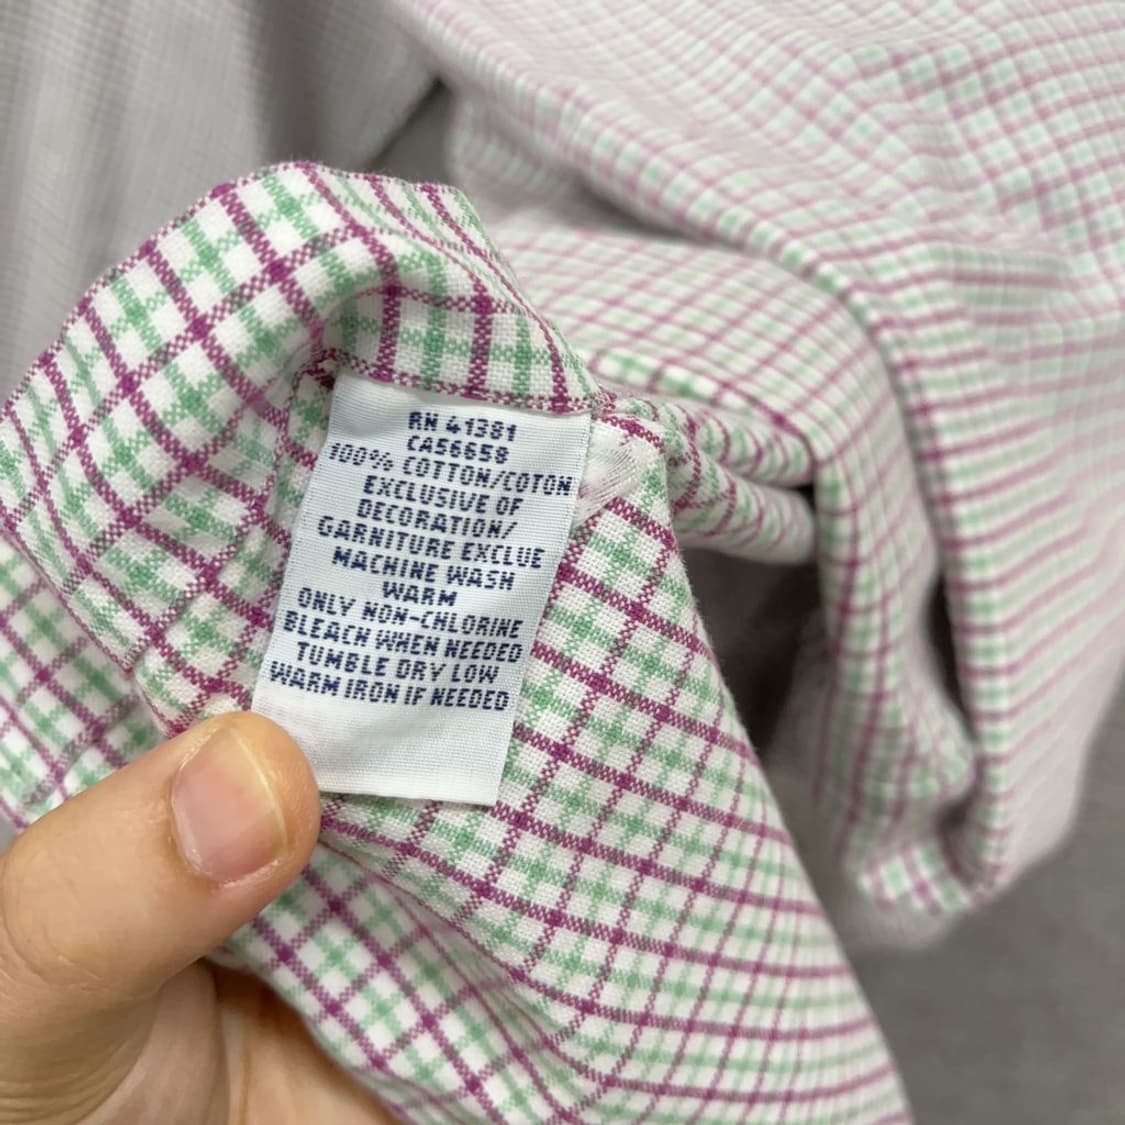 RN 41381
CA56658
100% COTTON/COTON
EXCLUSIVE OF
DECORATION/
GARNITURE EXCLUE
MACHINE WASH
WARM
ONLY NON-CHLORINE
BLEACH WHEN NEEDED
TUMBLE DRY LOW
WARM IRON IF NEEDED